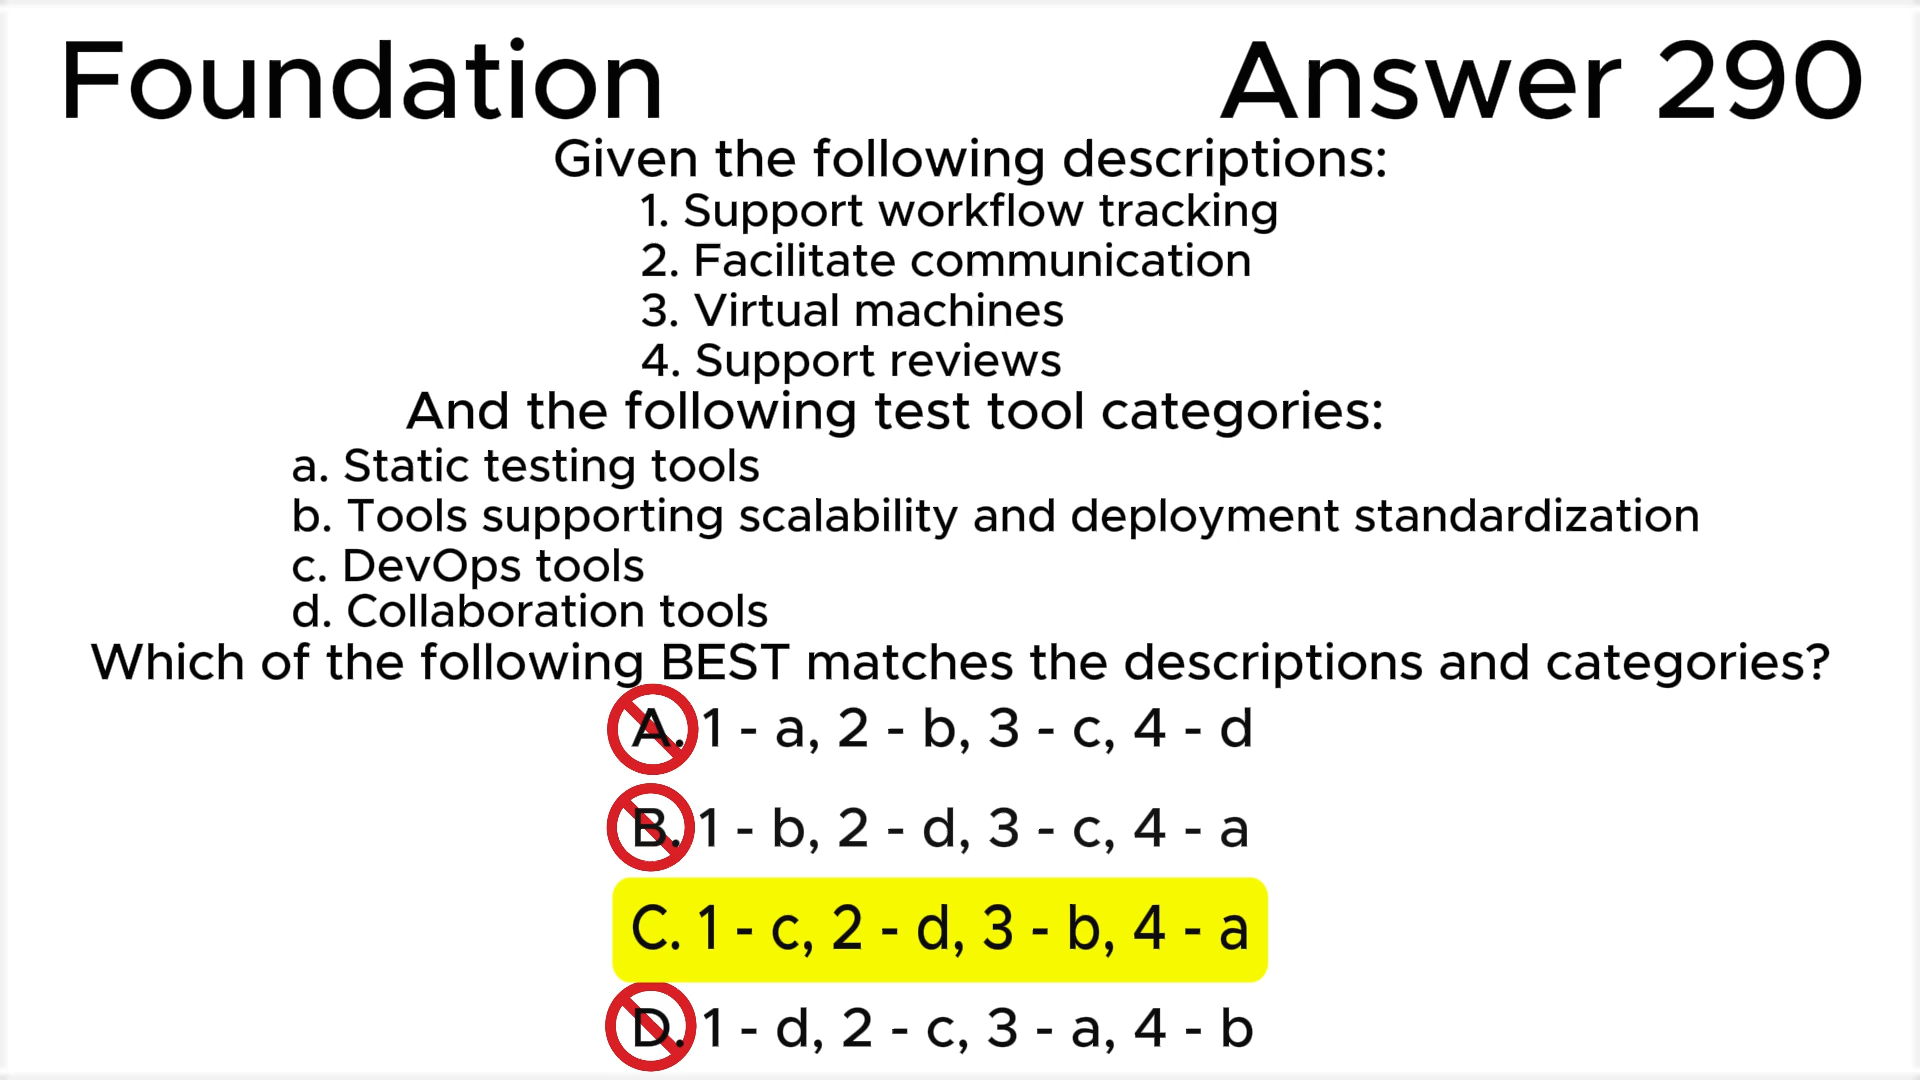 Foundation
Answer 290
Given the following descriptions:
1. Support workflow tracking
2. Facilitate communication
3. Virtual machines
4. Support reviews
And the following test tool categories:
a. Static testing tools
b. Tools supporting scalability and deployment standardization
c. DevOps tools
d. Collaboration tools
Which of the following BEST matches the descriptions and categories?
A. 1 - a, 2 - b, 3 - c, 4 - d
B. 1 - b, 2 - d, 3 - c, 4 - a
C. 1 - c, 2 - d, 3 - b, 4 - a
D. 1 - d, 2 - c, 3 - a, 4 - b